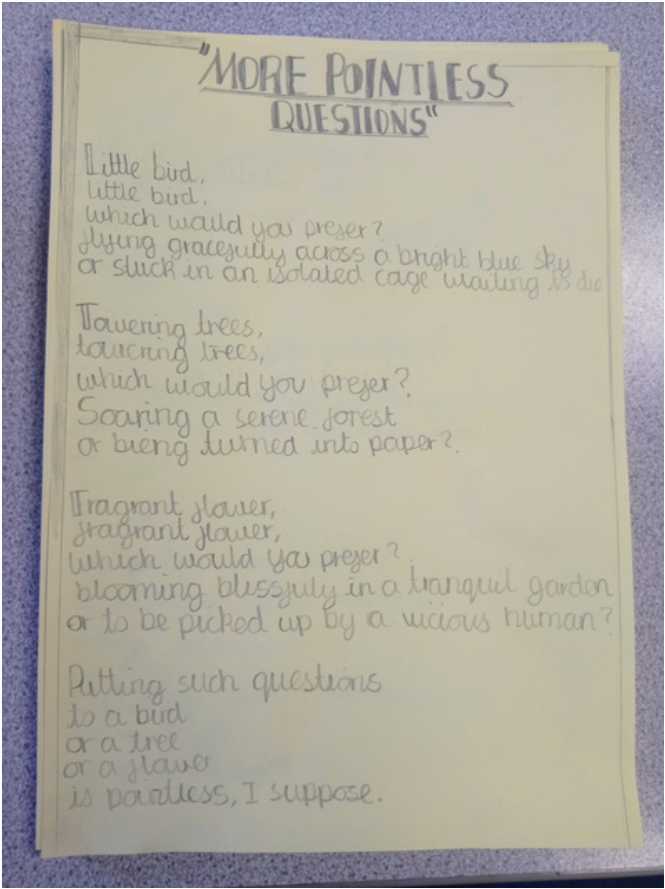 "MORE POINTLESS
QUESTIONS"
Little bird,
little bird,
which would you prefer?
flying gracefully across a bright blue sky
or stuck in an isolated cage waiting to die
Towering trees,
towering trees,
which would you prefer?
Soaring a serene forest
or bieng turned into paper?
Fragrant flower,
fragrant flower,
which would you prefer?
blooming blissfuly in a tranquil garden
or to be picked up by a vicious human?
Putting such questions
to a bird
or a tree
or a flower
is pointless, I suppose.